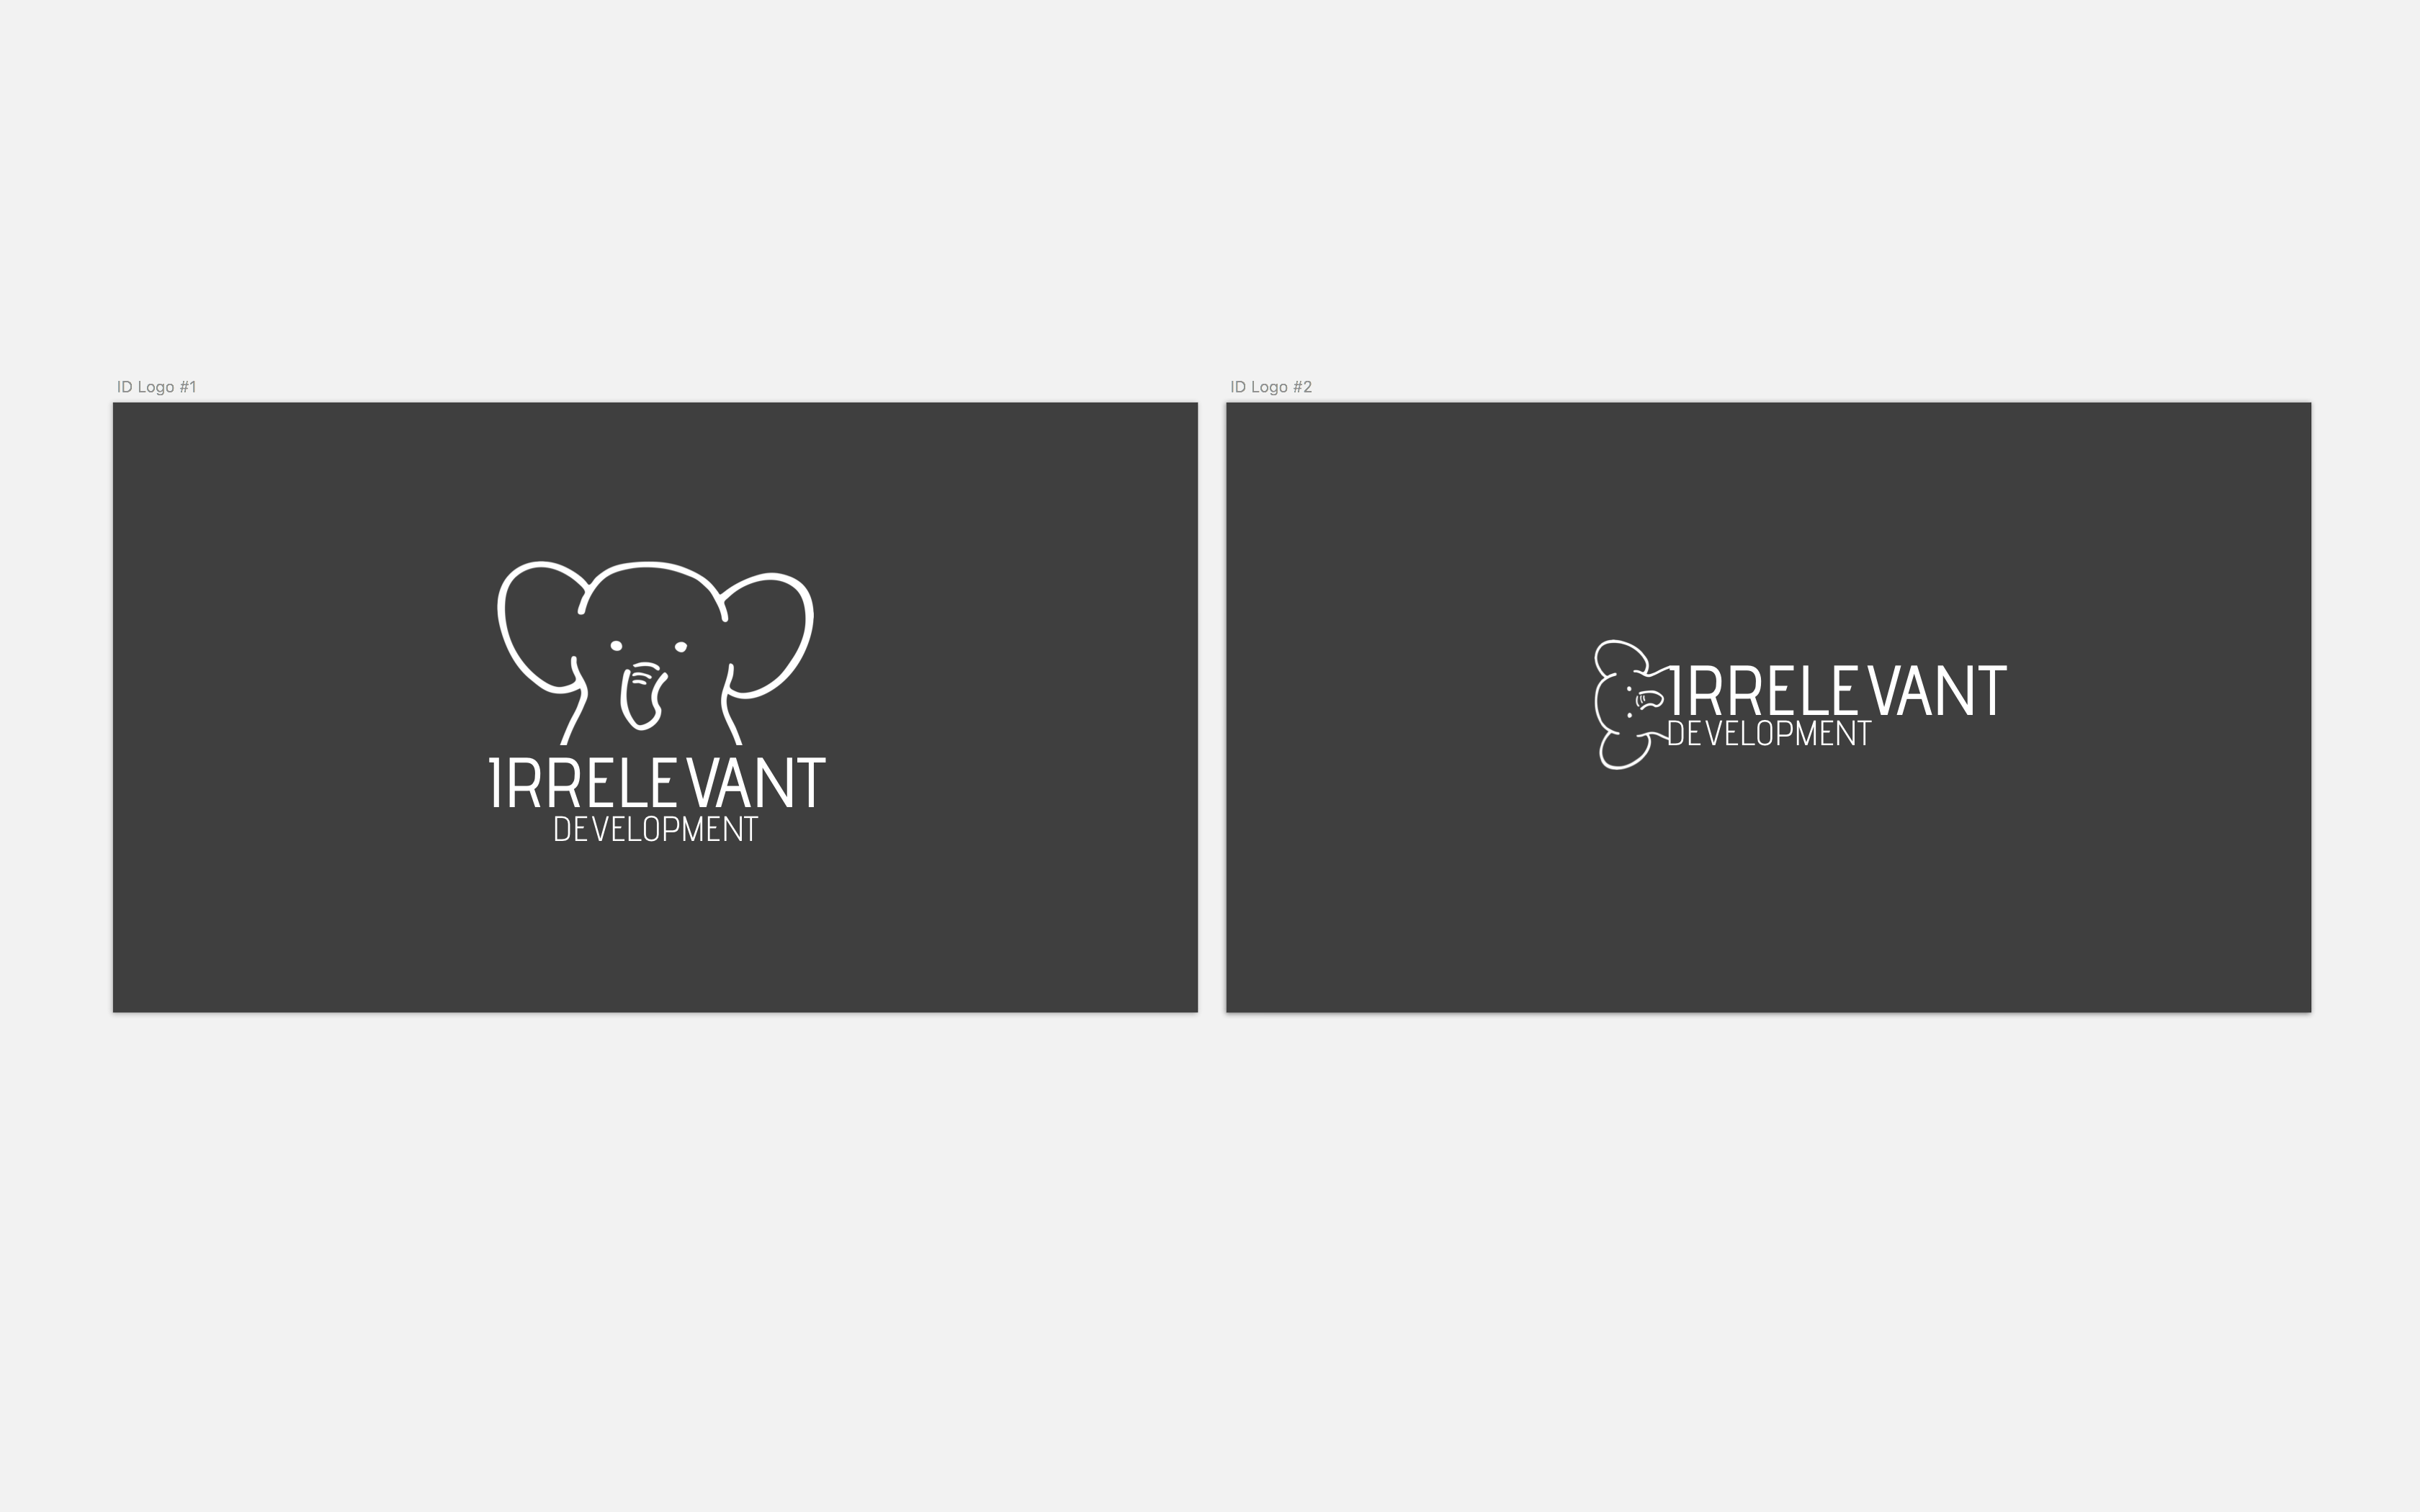 ID Logo #1
1RRELEVANT
DEVELOPMENT
ID Logo #2
1RRELEVANT
DEVELOPMENT